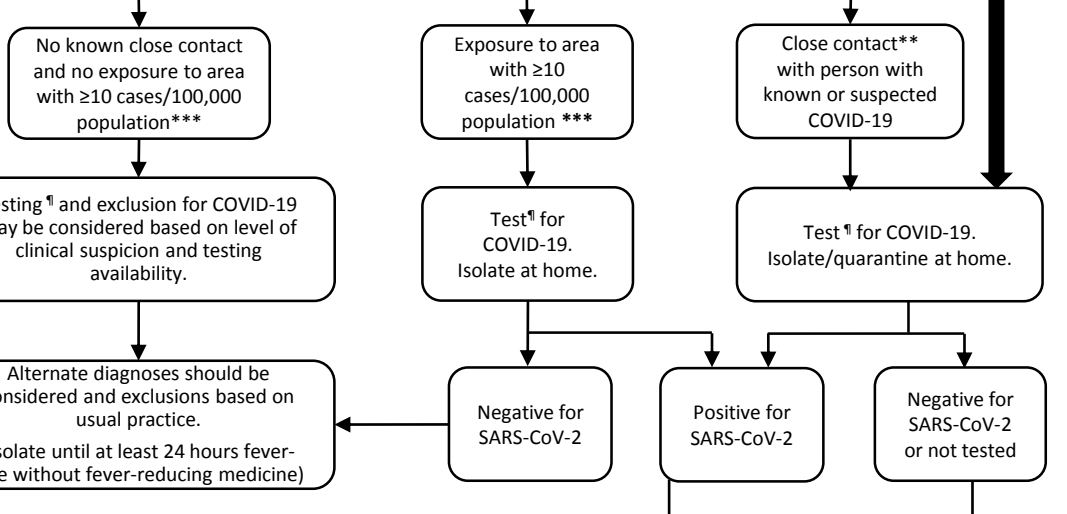 No known close contact
and no exposure to area
with ≥10 cases/100,000
population***
Exposure to area
with ≥10
cases/100,000
population ***
Close contact**
with person with
known or suspected
COVID-19
esting ¶ and exclusion for COVID-19
ay be considered based on level of
clinical suspicion and testing
availability.
Test¶ for
COVID-19.
Isolate at home.
Test ¶ for COVID-19.
Isolate/quarantine at home.
Alternate diagnoses should be
onsidered and exclusions based on
usual practice.
solate until at least 24 hours fever-
e without fever-reducing medicine)
Negative for
SARS-CoV-2
Positive for
SARS-CoV-2
Negative for
SARS-CoV-2
or not tested